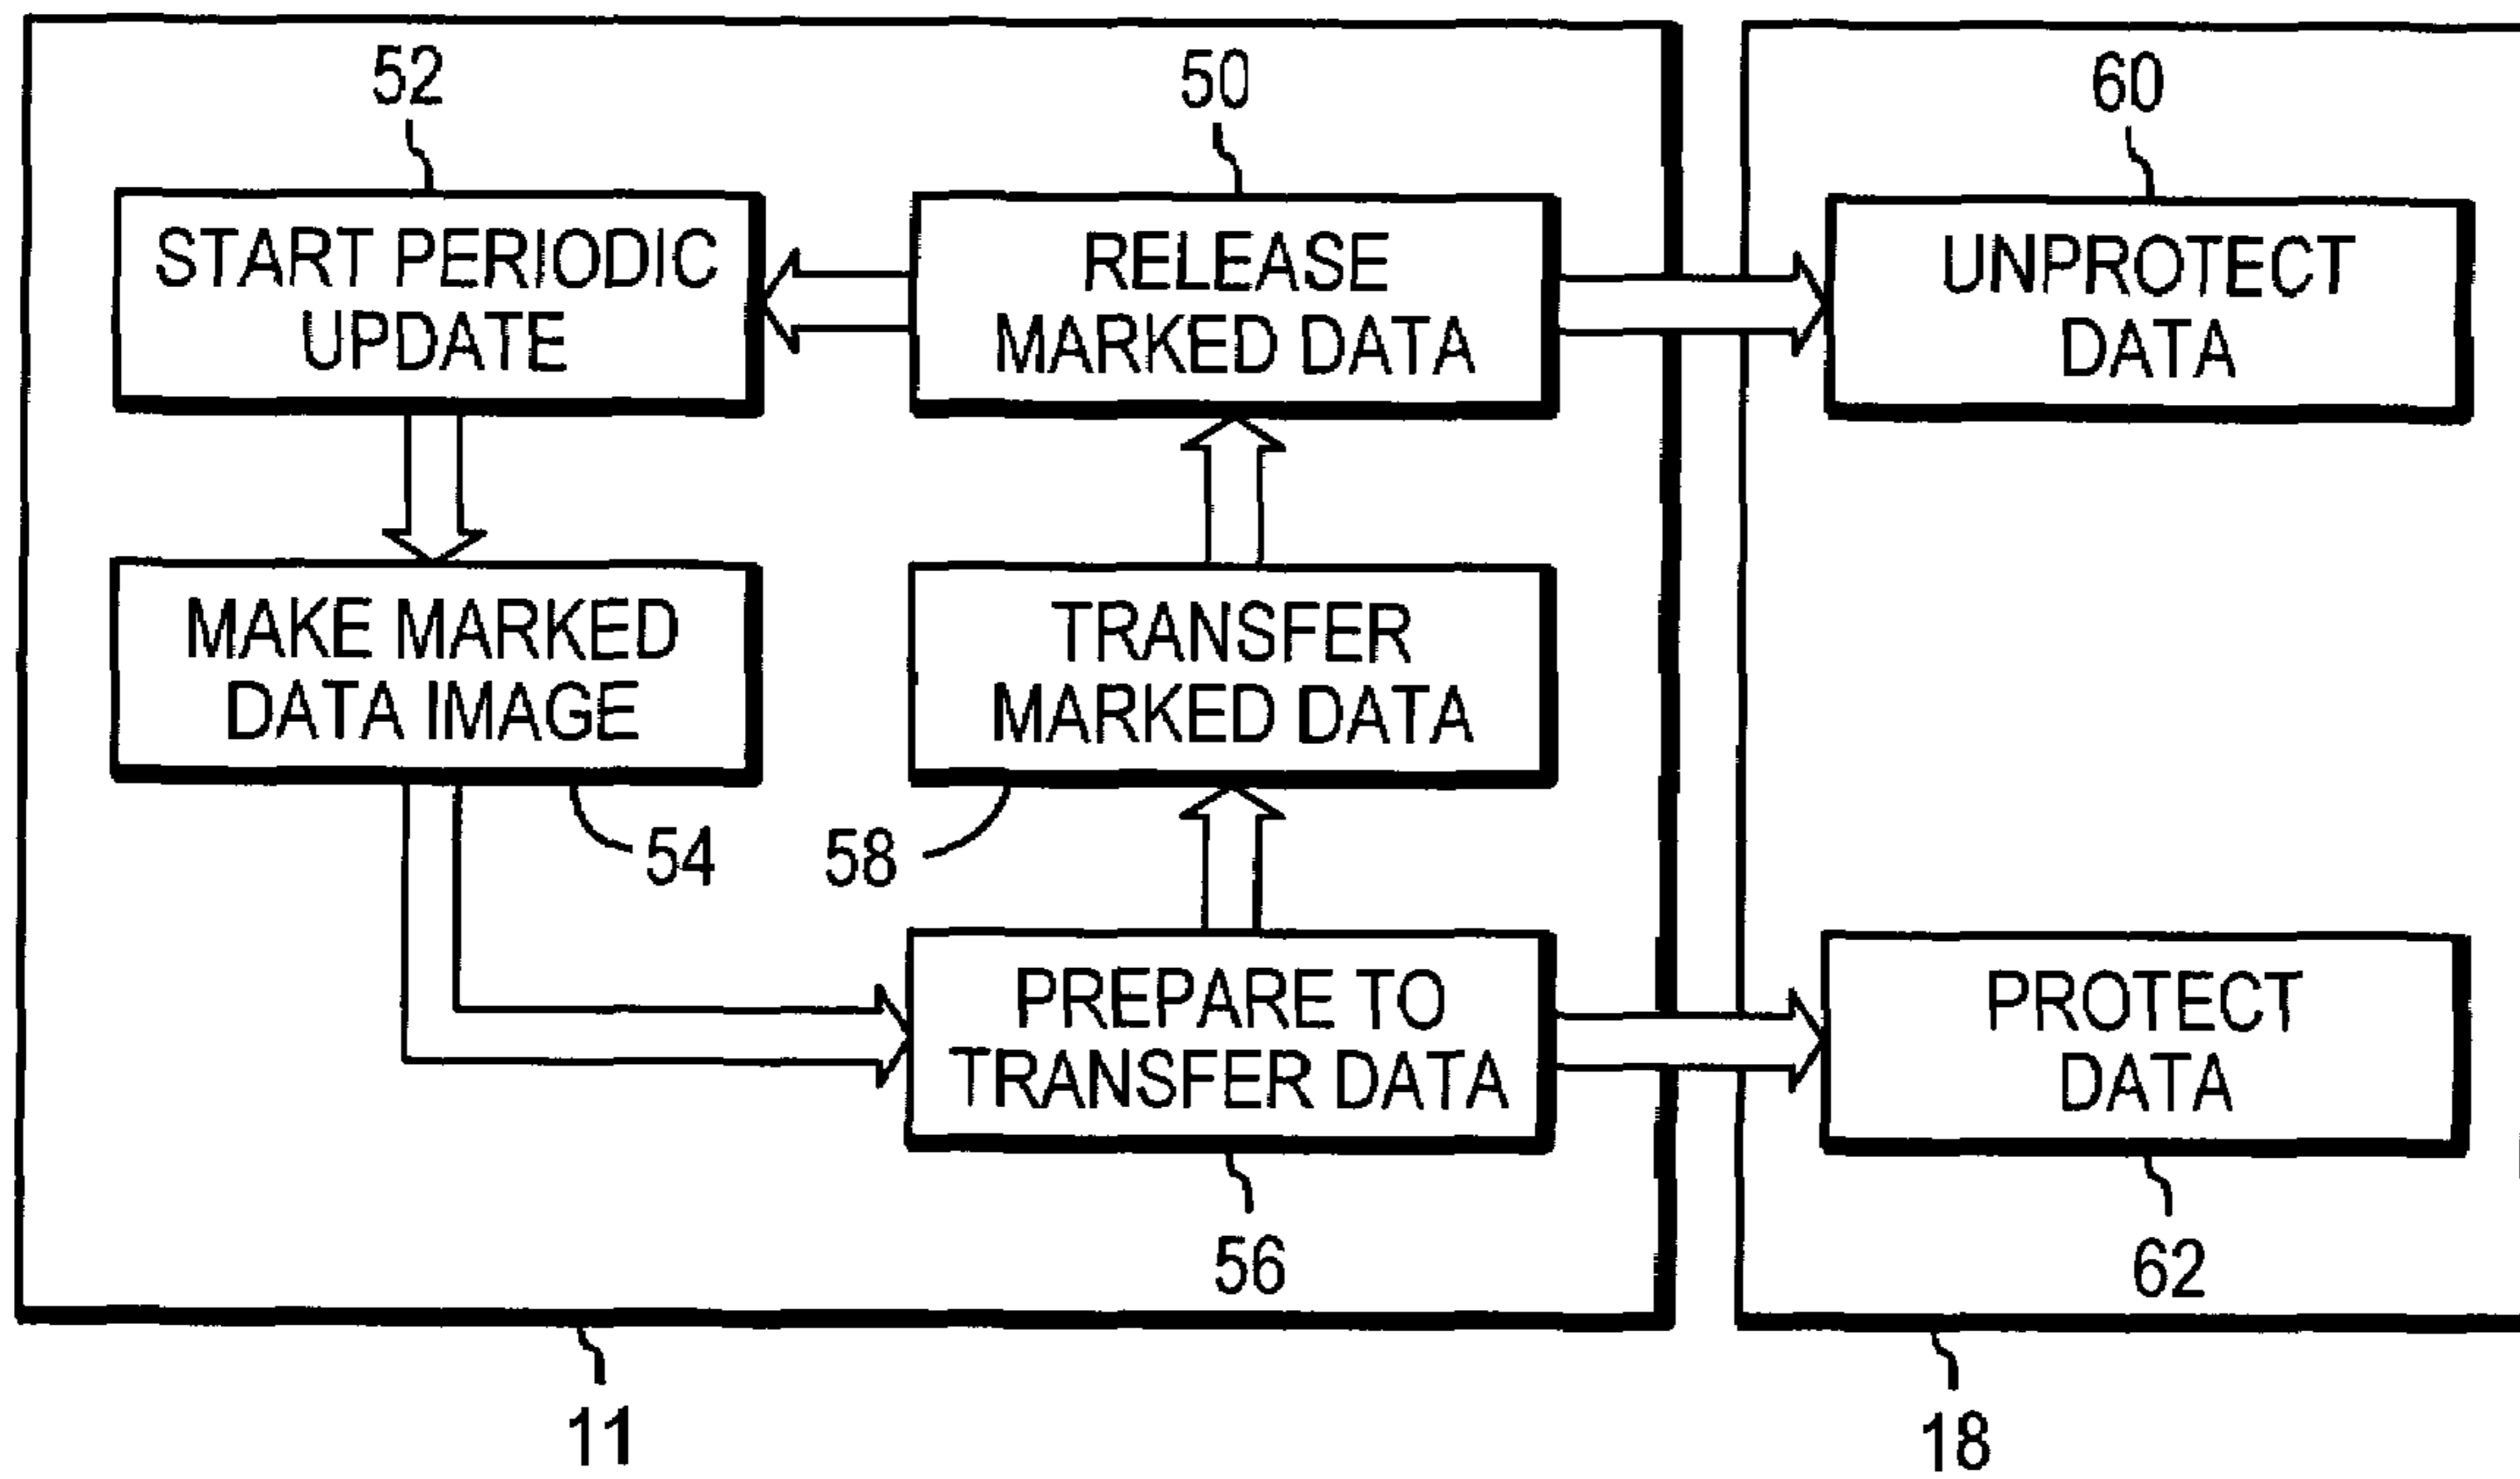 52
50
60
START PERIODIC
UPDATE
RELEASE
MARKED DATA
UNPROTECT
DATA
MAKE MARKED
DATA IMAGE
TRANSFER
MARKED DATA
54
58
PREPARE TO
TRANSFER DATA
PROTECT
DATA
56
62
11
18